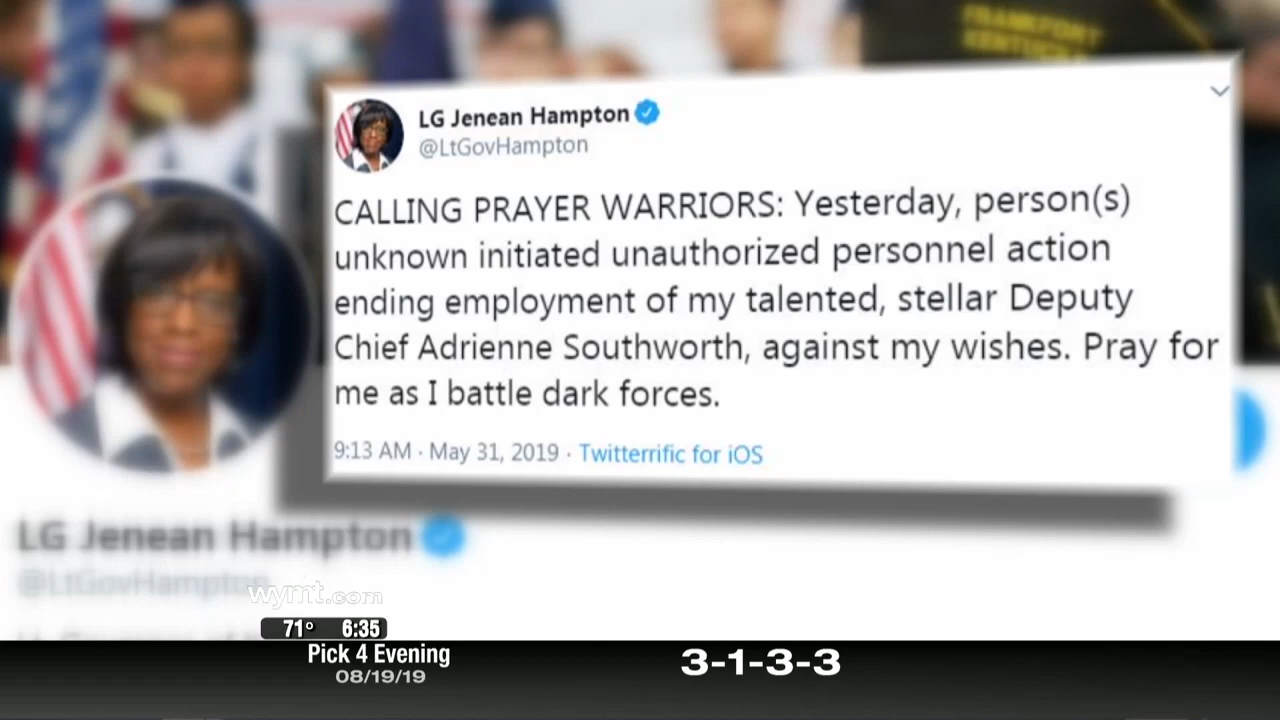 FRANKFORT
KENTUCKY
LG Jenean Hampton
@LtGovHampton
CALLING PRAYER WARRIORS: Yesterday, person(s)
unknown initiated unauthorized personnel action
ending employment of my talented, stellar Deputy
Chief Adrienne Southworth, against my wishes. Pray for
me as I battle dark forces.
9:13 AM · May 31, 2019 · Twitterrific for iOS
LG Jenean Hampton
@LtGovHampton
wymt.com
71° 6:35
Pick 4 Evening
08/19/19
3-1-3-3